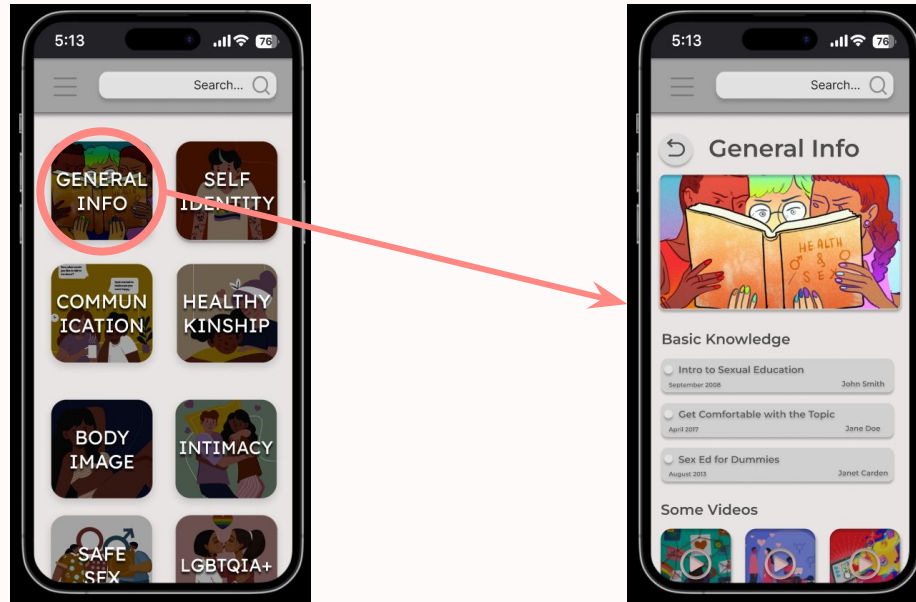 5:13
76
Search...
GENERAL
INFO
SELF
IDENTITY
COMMUN
ICATION
HEALTHY
KINSHIP
BODY
IMAGE
INTIMACY
SAFE
SEX
LGBTQIA+
5:13
76
Search...
General Info
HEALTH
&
SEX
Basic Knowledge
Intro to Sexual Education
September 2008 John Smith
Get Comfortable with the Topic
April 2017 Jane Doe
Sex Ed for Dummies
August 2013 Janet Carden
Some Videos